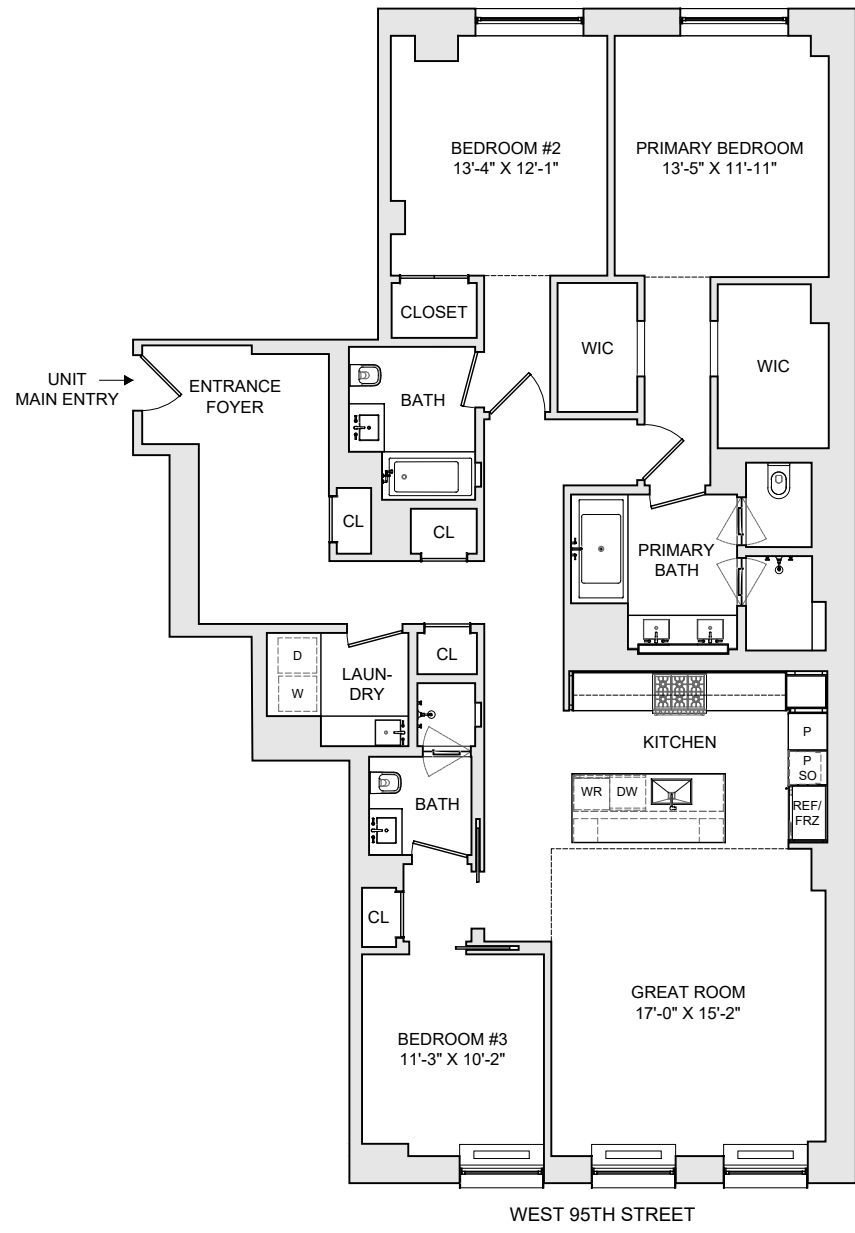 BEDROOM #2
13'-4" X 12'-1"
PRIMARY BEDROOM
13'-5" X 11'-11"
CLOSET
WIC
WIC
UNIT
MAIN ENTRY
ENTRANCE
FOYER
BATH
CL
CL
PRIMARY
BATH
CL
D
W
LAUN-
DRY
KITCHEN
P
P
SO
REF/
FRZ
WR
DW
BATH
CL
GREAT ROOM
17'-0" X 15'-2"
BEDROOM #3
11'-3" X 10'-2"
WEST 95TH STREET